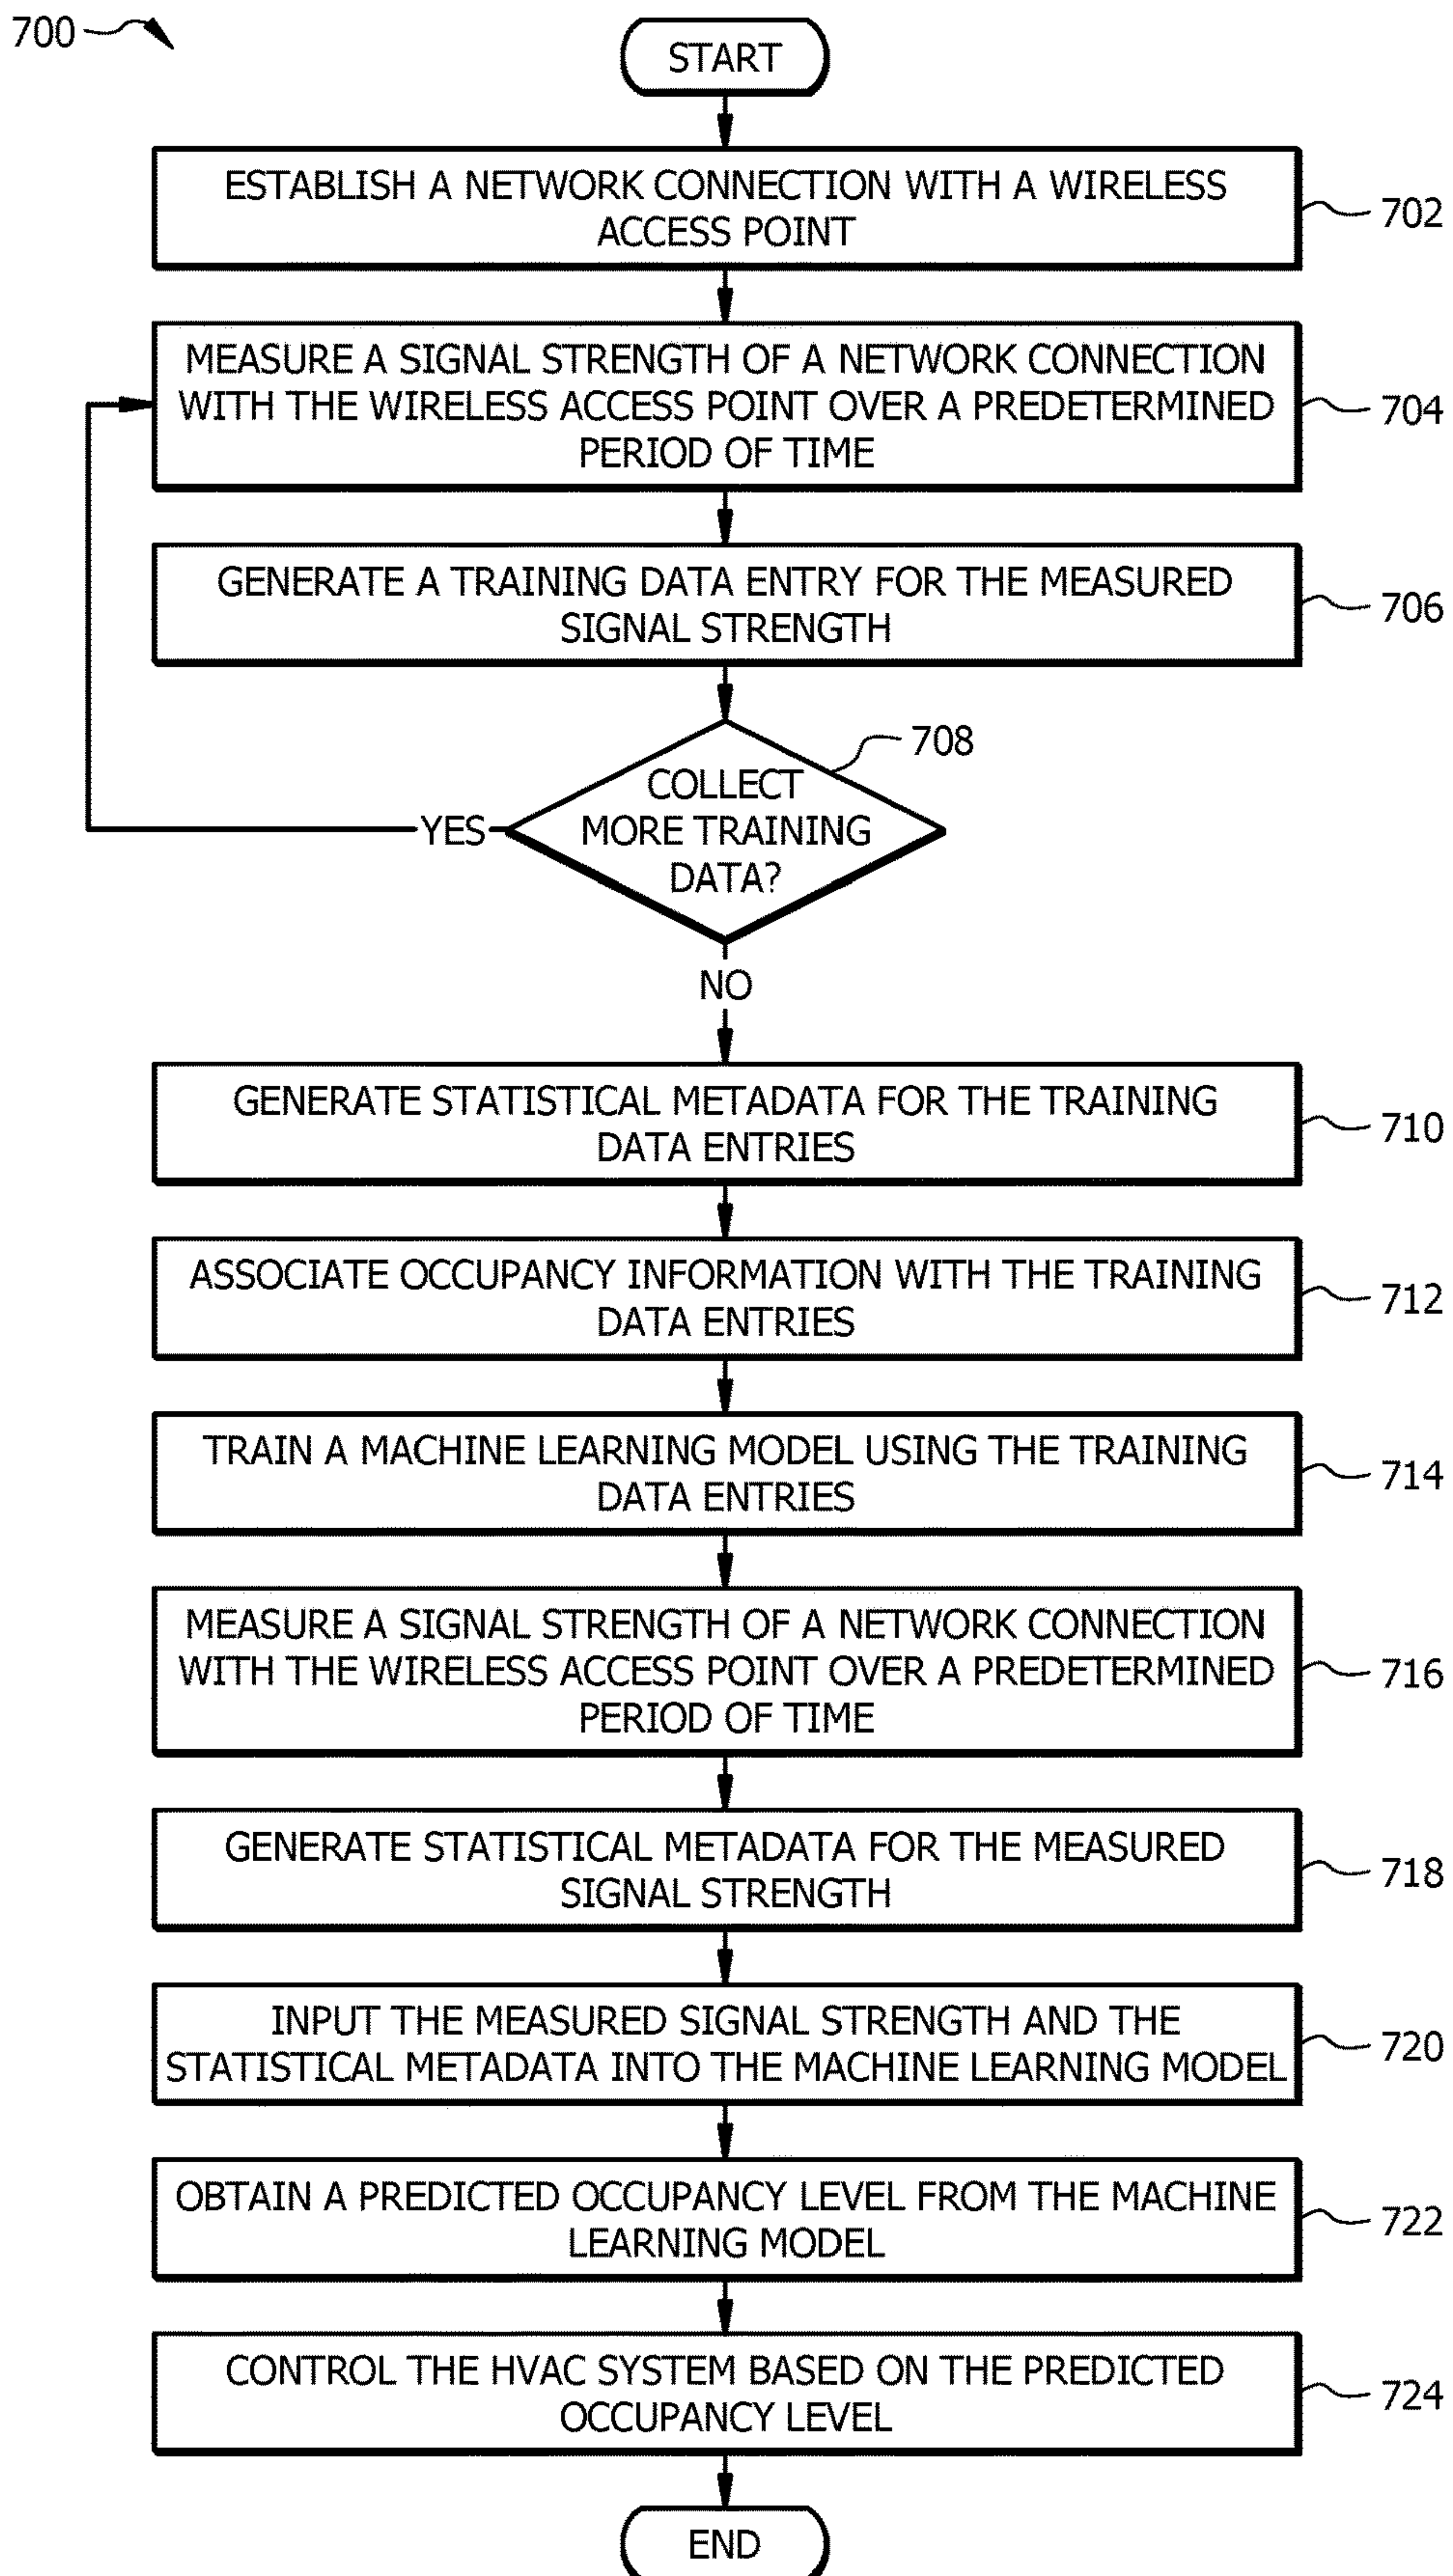 700
START
ESTABLISH A NETWORK CONNECTION WITH A WIRELESS
ACCESS POINT
702
MEASURE A SIGNAL STRENGTH OF A NETWORK CONNECTION
WITH THE WIRELESS ACCESS POINT OVER A PREDETERMINED
PERIOD OF TIME
704
GENERATE A TRAINING DATA ENTRY FOR THE MEASURED
SIGNAL STRENGTH
706
708
COLLECT
MORE TRAINING
DATA?
YES
NO
GENERATE STATISTICAL METADATA FOR THE TRAINING
DATA ENTRIES
710
ASSOCIATE OCCUPANCY INFORMATION WITH THE TRAINING
DATA ENTRIES
712
TRAIN A MACHINE LEARNING MODEL USING THE TRAINING
DATA ENTRIES
714
MEASURE A SIGNAL STRENGTH OF A NETWORK CONNECTION
WITH THE WIRELESS ACCESS POINT OVER A PREDETERMINED
PERIOD OF TIME
716
GENERATE STATISTICAL METADATA FOR THE MEASURED
SIGNAL STRENGTH
718
INPUT THE MEASURED SIGNAL STRENGTH AND THE
STATISTICAL METADATA INTO THE MACHINE LEARNING MODEL
720
OBTAIN A PREDICTED OCCUPANCY LEVEL FROM THE MACHINE
LEARNING MODEL
722
CONTROL THE HVAC SYSTEM BASED ON THE PREDICTED
OCCUPANCY LEVEL
724
END